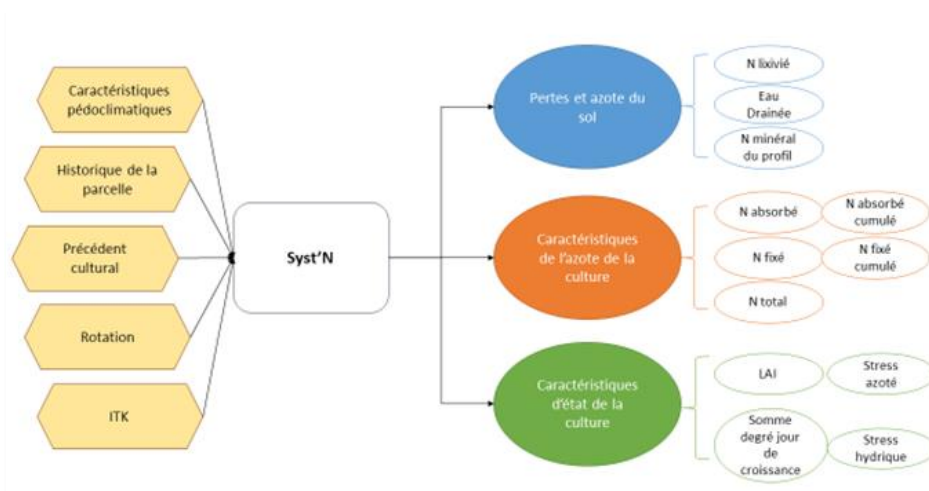 Caractéristiques
pédoclimatiques
Historique de la
parcelle
Précédent
cultural
Rotation
ITK
Syst'N
Pertes et azote du
sol
N lixivié
Eau
Drainée
N minéral
du profil
Caractéristiques
de l'azote de la
culture
N absorbé
N absorbé
cumulé
N fixé
N fixé
cumulé
N total
Caractéristiques
d'état de la
culture
LAI
Stress
azoté
Somme
degré jour
de
croissance
Stress
hydrique